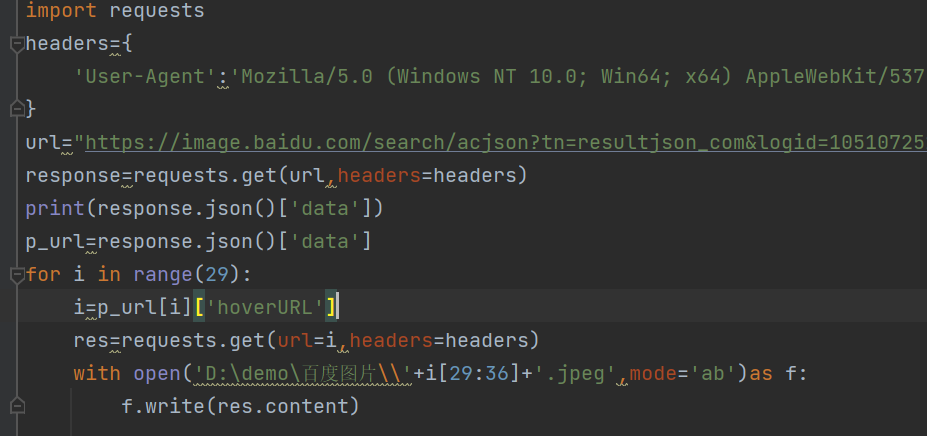 import requests
headers={
    'User-Agent':'Mozilla/5.0 (Windows NT 10.0; Win64; x64) AppleWebKit/537
}
url="https://image.baidu.com/search/acjson?tn=resultjson_com&logid=10510725
response=requests.get(url,headers=headers)
print(response.json()['data'])
p_url=response.json()['data']
for i in range(29):
    i=p_url[i]['hoverURL']
    res=requests.get(url=i,headers=headers)
    with open('D:\demo\百度图片\\'+i[29:36]+'.jpeg',mode='ab')as f:
        f.write(res.content)